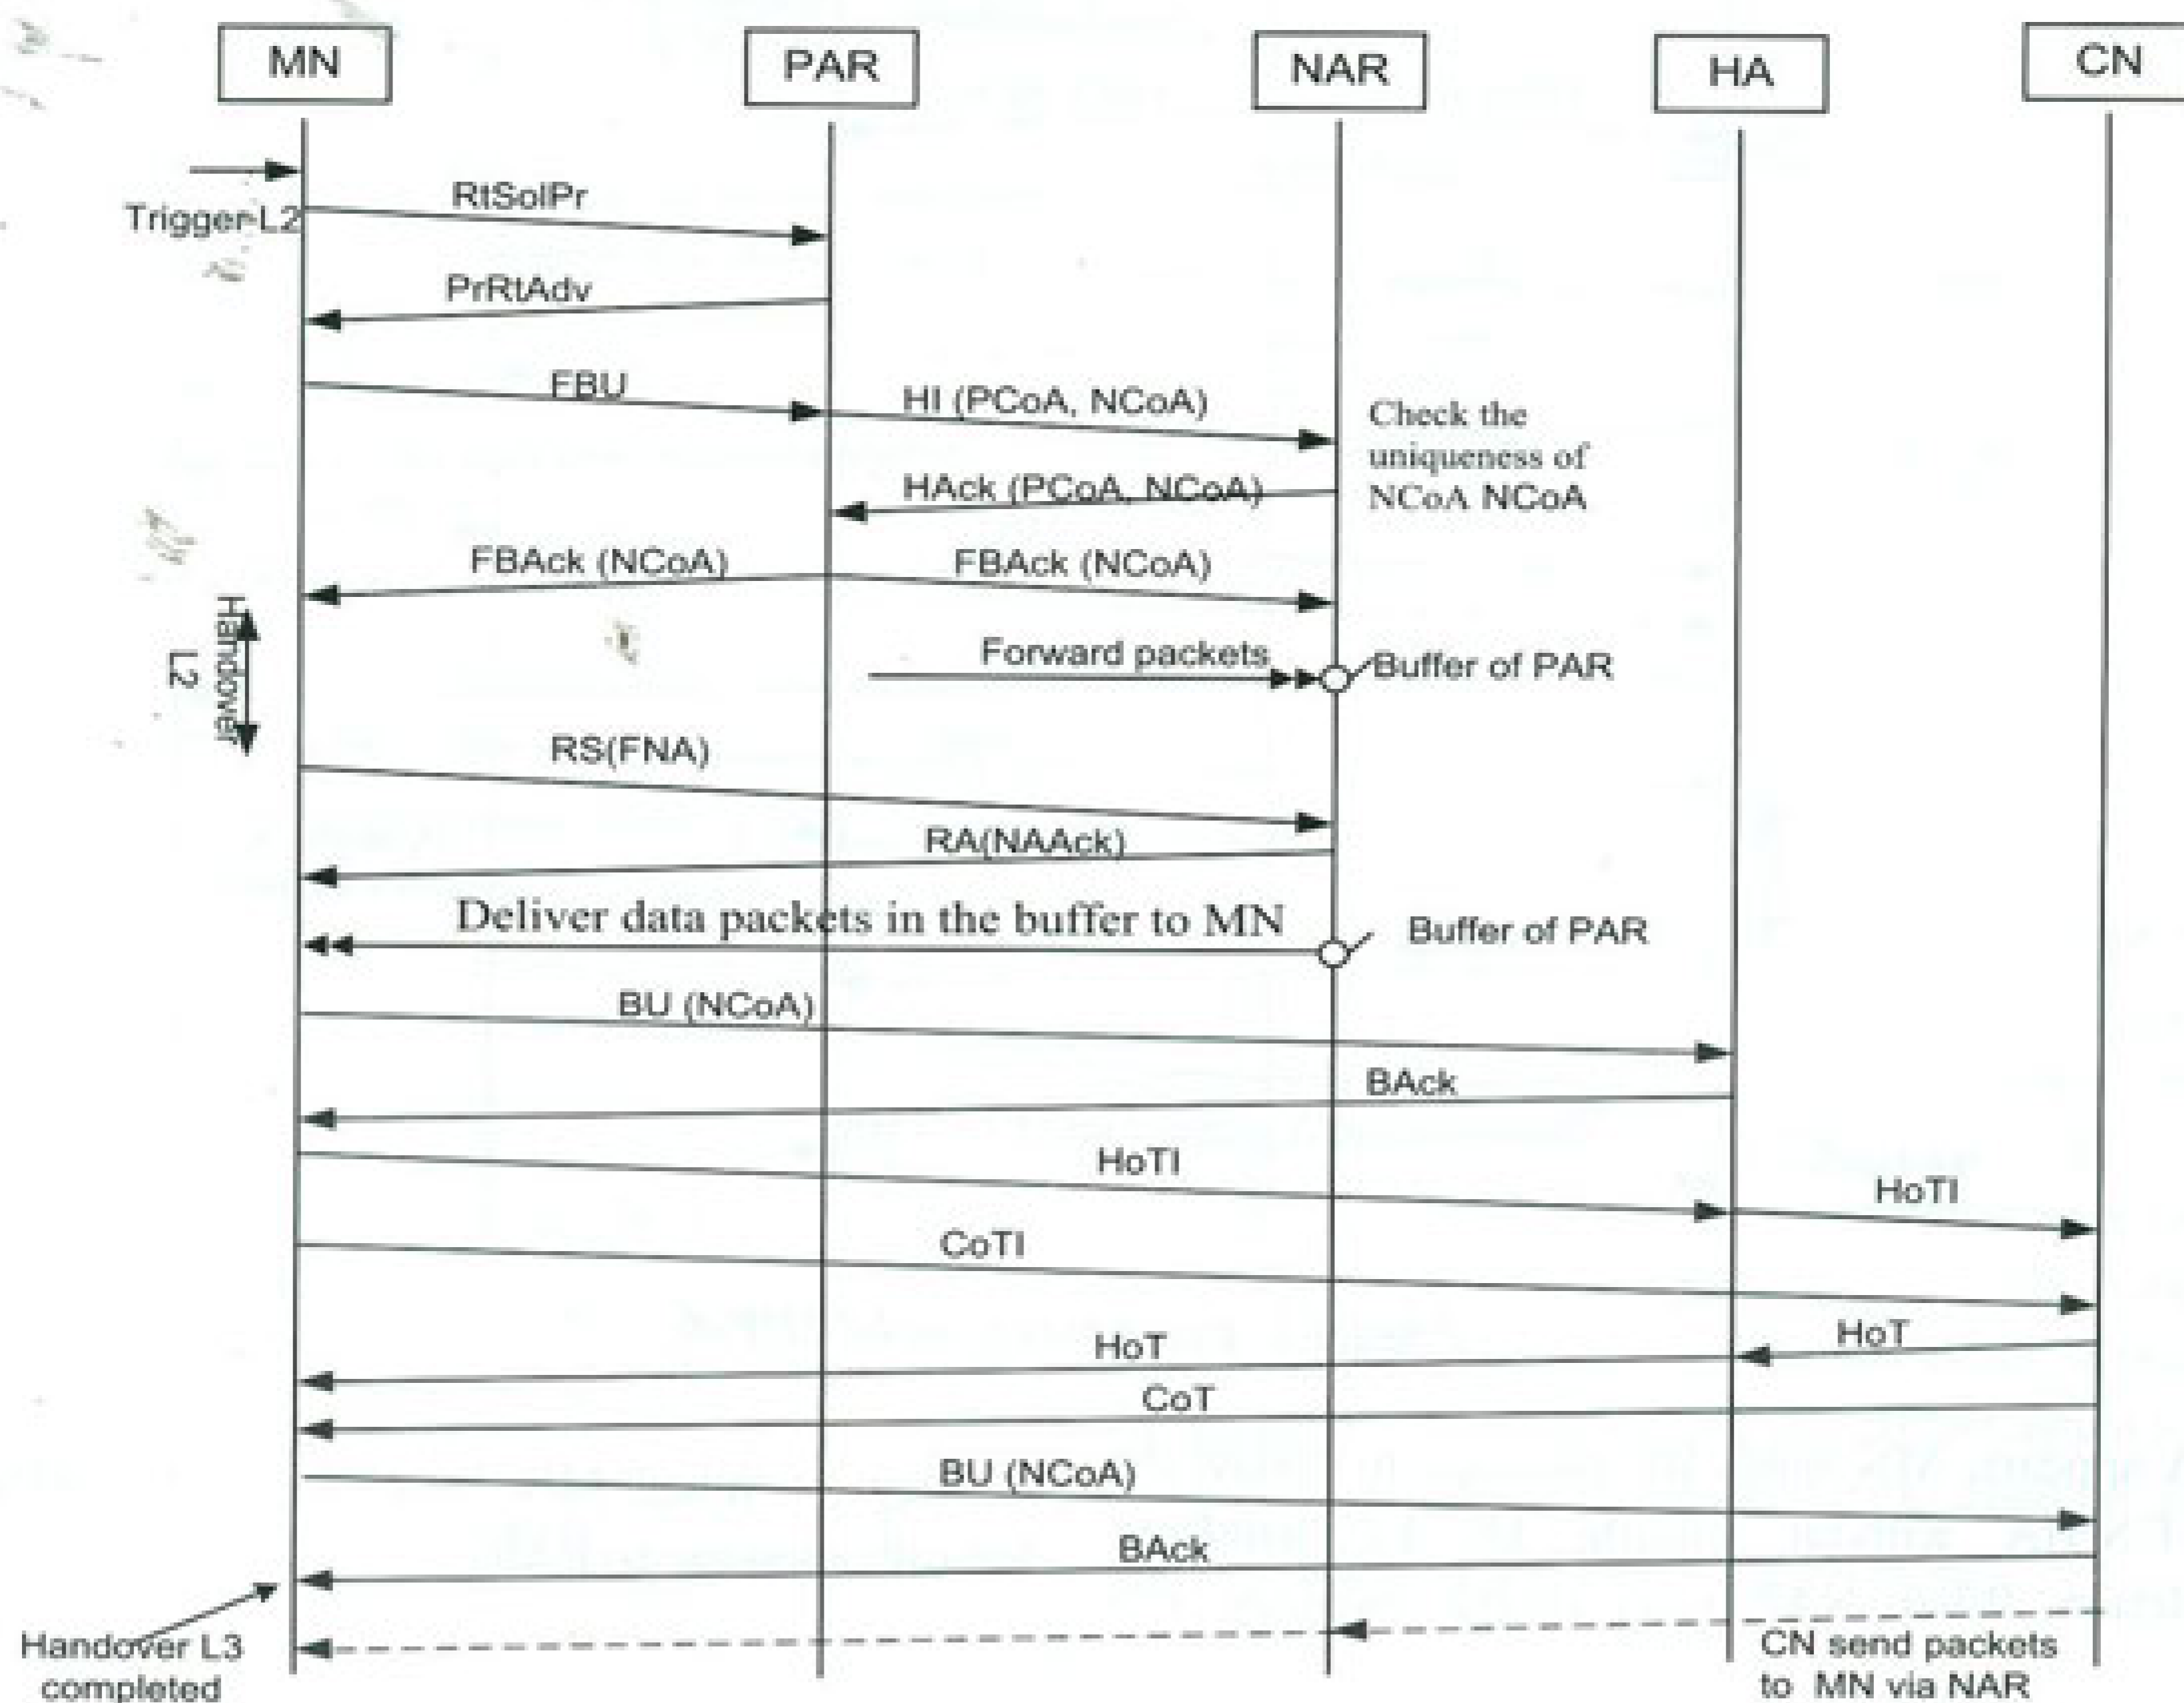 MN
PAR
NAR
HA
CN
Trigger-L2
RtSolPr
PrRtAdv
FBU
HI (PCoA, NCoA)
Check the
uniqueness of
NCoA NCoA
HAck (PCoA, NCoA)
FBAck (NCoA)
FBAck (NCoA)
Handover
L2
Forward packets
Buffer of PAR
RS(FNA)
RA(NAAck)
Deliver data packets in the buffer to MN
Buffer of PAR
BU (NCoA)
BAck
HoTI
HoTI
CoTI
HoT
HoT
CoT
BU (NCoA)
BAck
Handover L3
completed
CN send packets
to MN via NAR